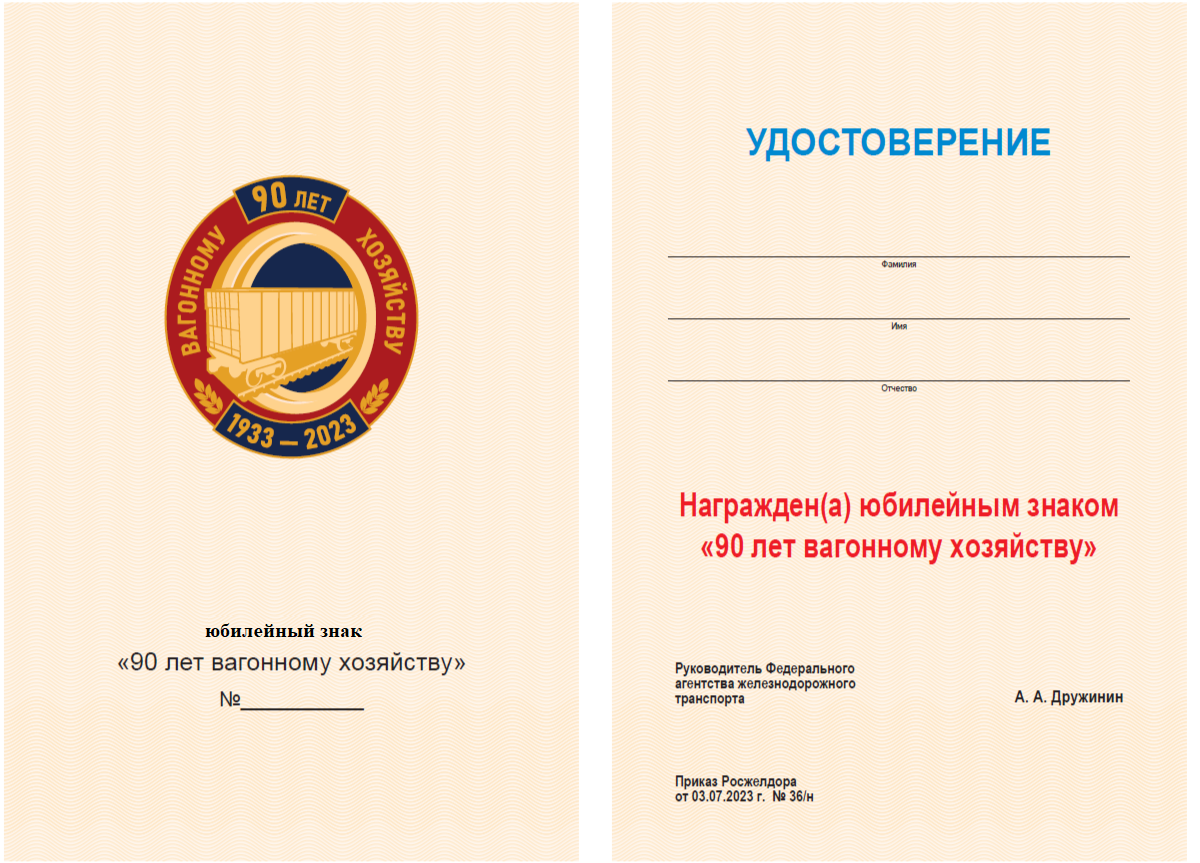 90 ЛЕТ
ВАГОННОМУ
ХОЗЯЙСТВУ
1933 – 2023
юбилейный знак
«90 лет вагонному хозяйству»
№____________
УДОСТОВЕРЕНИЕ
Фамилия
Имя
Отчество
Награжден(а) юбилейным знаком
«90 лет вагонному хозяйству»
Руководитель Федерального
агентства железнодорожного
транспорта
А. А. Дружинин
Приказ Росжелдора
от 03.07.2023 г. № 36/н